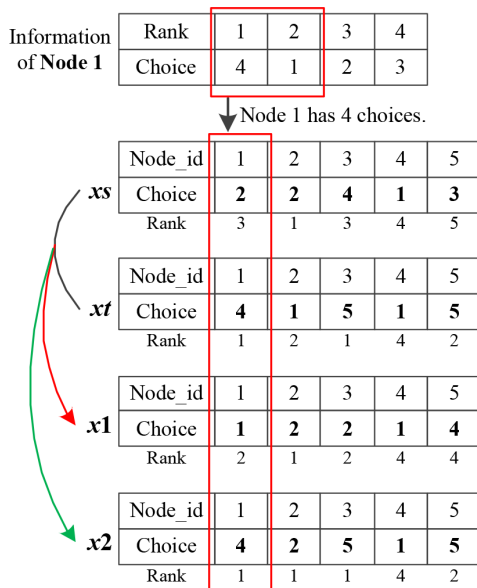 Information of Node 1
Rank 1 2 3 4
Choice 4 1 2 3
Node 1 has 4 choices.
xs
Node_id 1 2 3 4 5
Choice 2 2 4 1 3
Rank 3 1 3 4 5
xt
Node_id 1 2 3 4 5
Choice 4 1 5 1 5
Rank 1 2 1 4 2
x1
Node_id 1 2 3 4 5
Choice 1 2 2 1 4
Rank 2 1 2 4 4
x2
Node_id 1 2 3 4 5
Choice 4 2 5 1 5
Rank 1 1 1 4 2